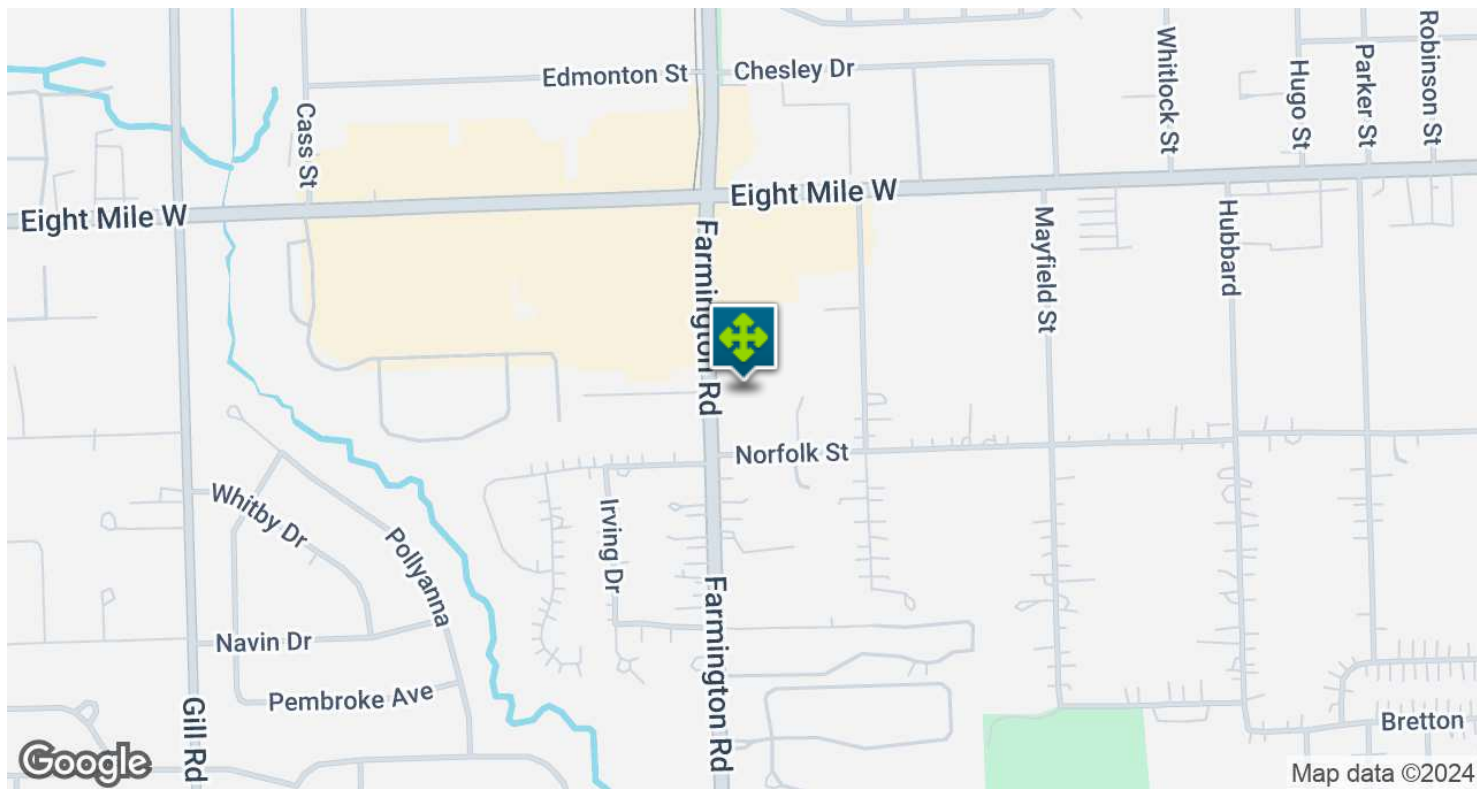 Edmonton St
Chesley Dr
Whitlock St
Hugo St
Parker St
Robinson St
Cass St
Eight Mile W
Eight Mile W
Farmington Rd
Mayfield St
Hubbard
Norfolk St
Whitby Dr
Pollyanna
Irving Dr
Farmington Rd
Navin Dr
Pembroke Ave
Gill Rd
Bretton
Google
Map data ©2024